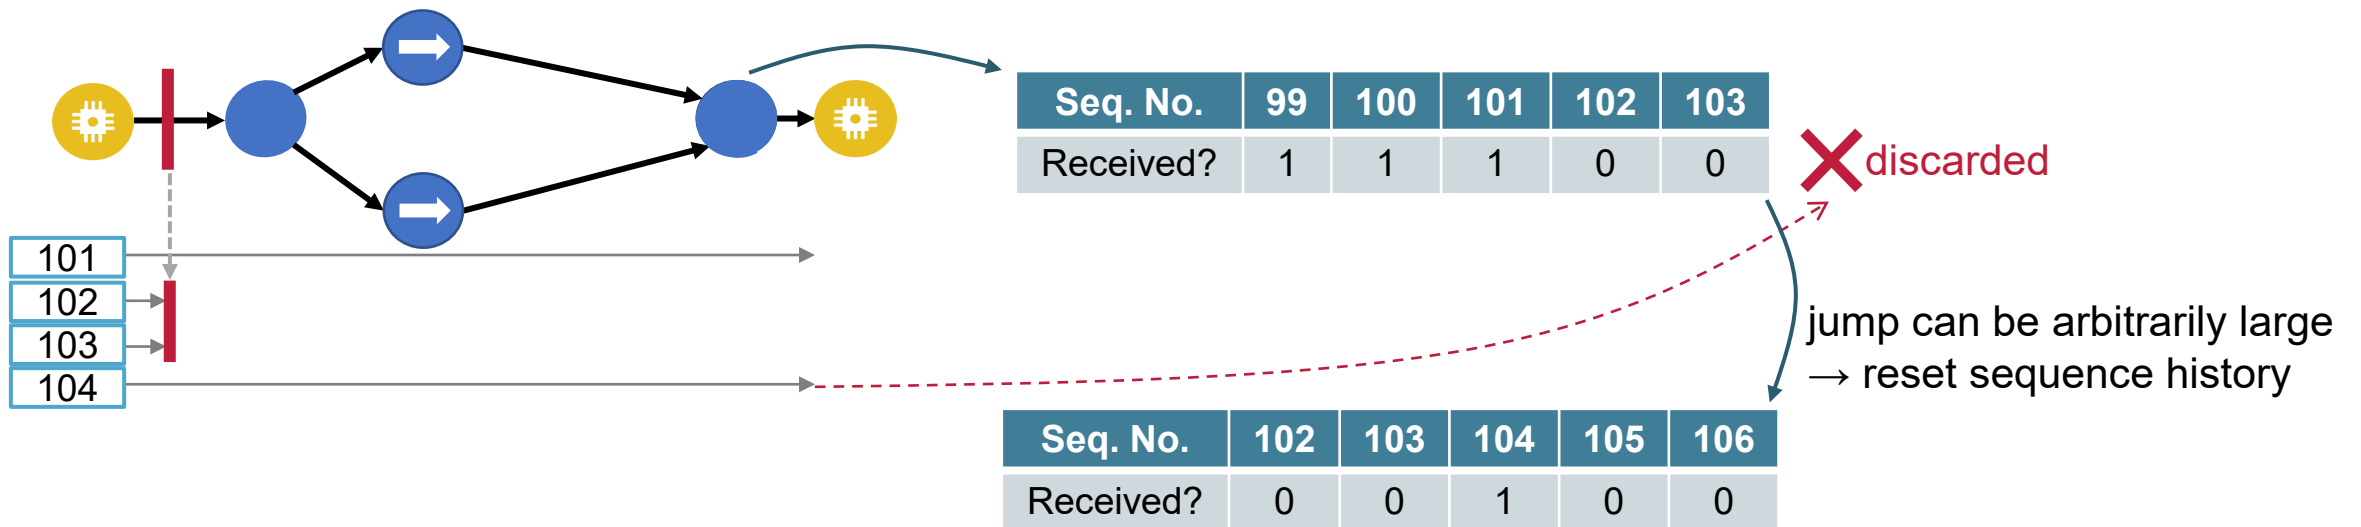 Seq. No. 99 100 101 102 103
Received? 1 1 1 0 0
discarded
101
102
103
104
jump can be arbitrarily large
→ reset sequence history
Seq. No. 102 103 104 105 106
Received? 0 0 1 0 0